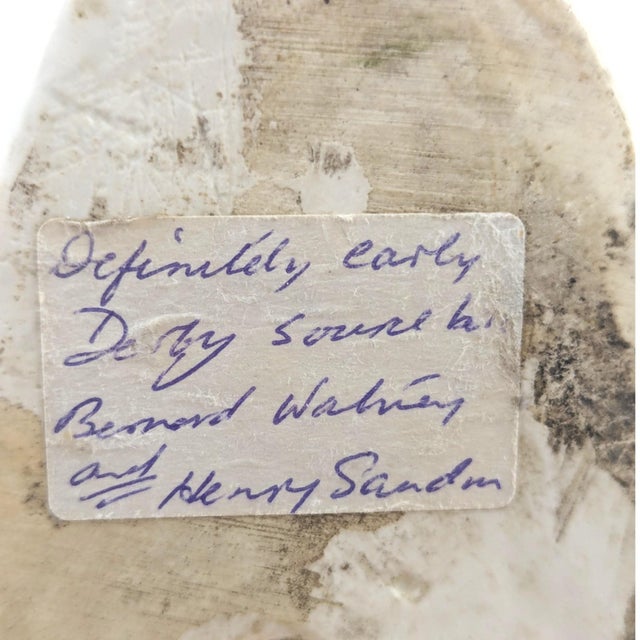 Definitely early
Derby source
Bernard Watney
and Henry Sandon